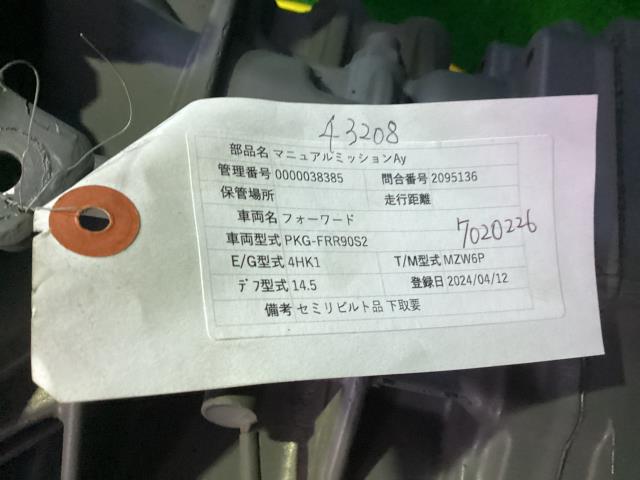 43208
部品名 マニュアルミッションAy
管理番号 0000038385 問合番号 2095136
保管場所 走行距離
車両名 フォーワード
7020226
車両型式 PKG-FRR90S2
E/G型式 4HK1 T/M型式 MZW6P
デフ型式 14.5 登録日 2024/04/12
備考 セミリビルト品 下取要